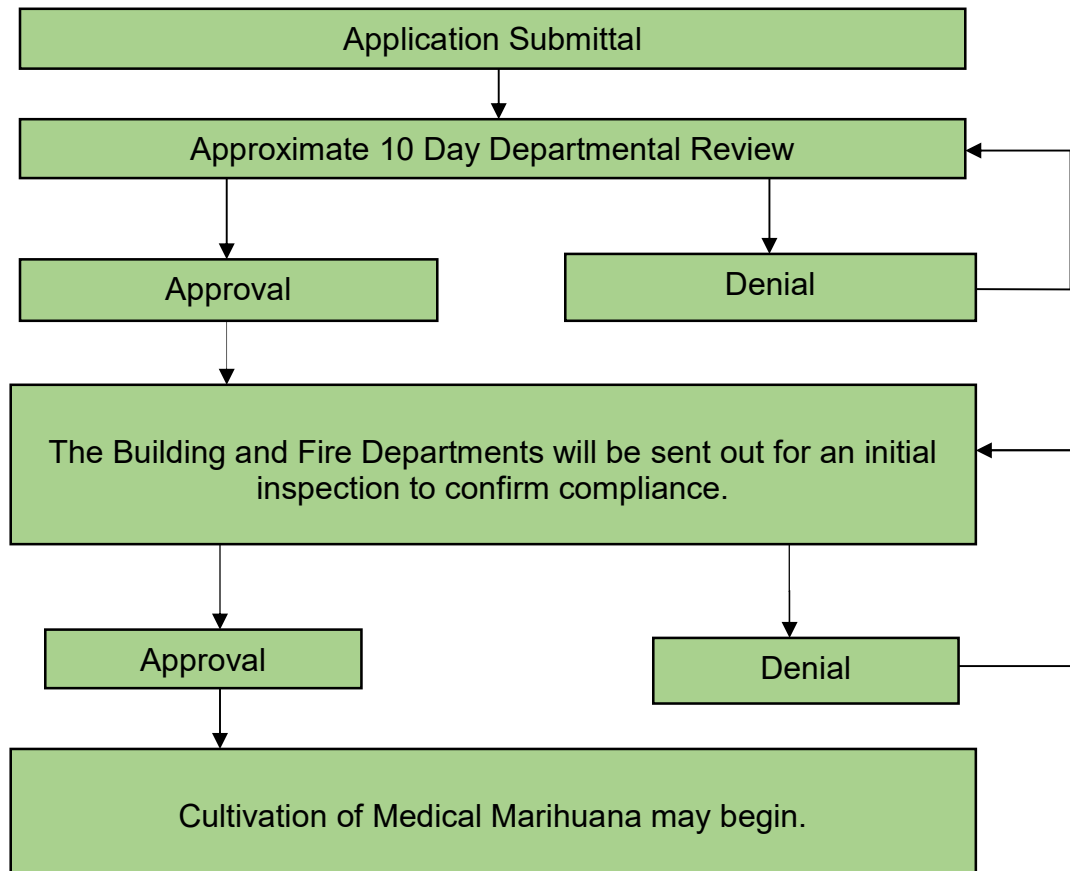 Application Submittal
Approximate 10 Day Departmental Review
Approval
Denial
The Building and Fire Departments will be sent out for an initial
inspection to confirm compliance.
Approval
Denial
Cultivation of Medical Marihuana may begin.